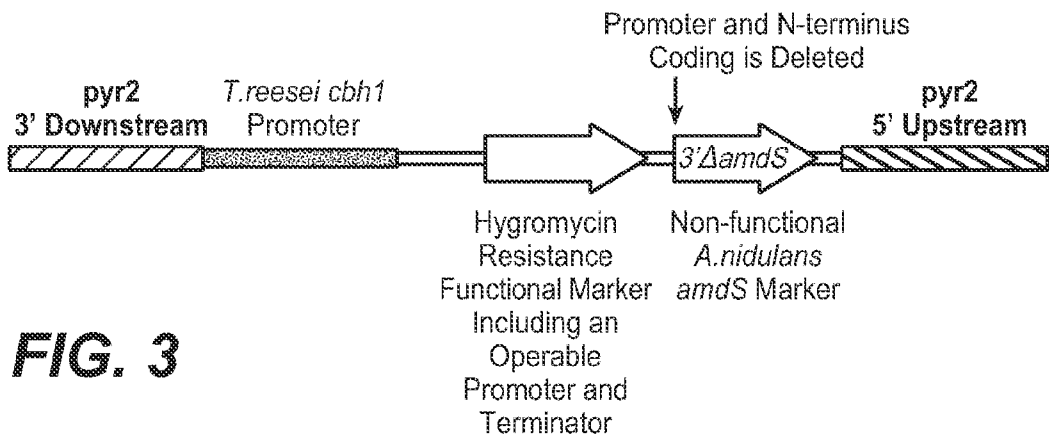 Promoter and N-terminus
Coding is Deleted
pyr2
3' Downstream
T.reesei cbh1
Promoter
pyr2
5' Upstream
3'ΔamdS
Hygromycin
Resistance
Functional Marker
Including an
Operable
Promoter and
Terminator
Non-functional
A.nidulans
amdS Marker
FIG. 3